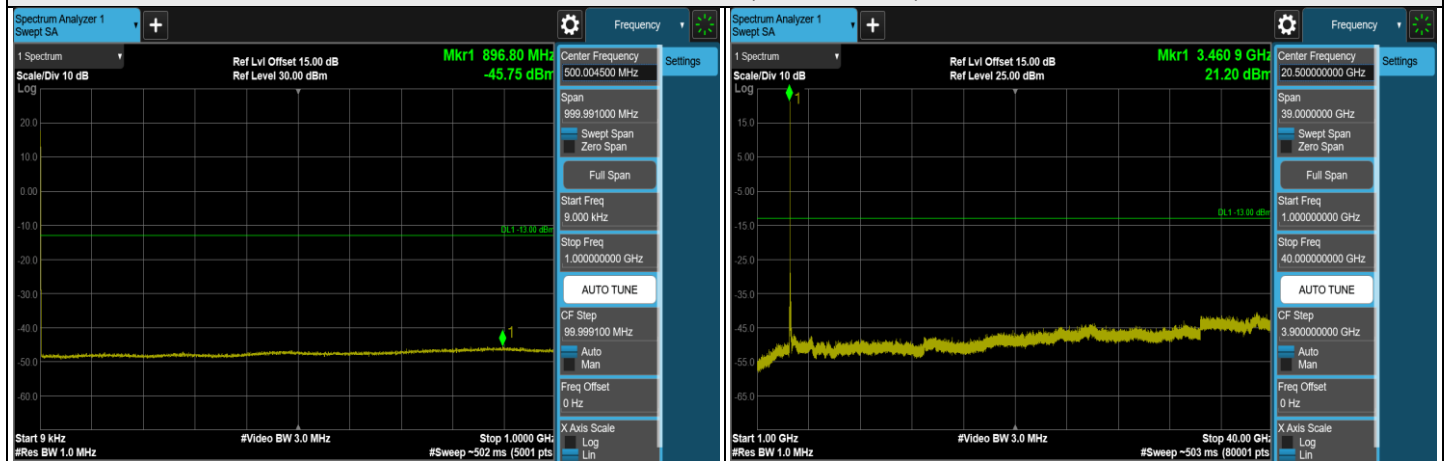 Spectrum Analyzer 1
Swept SA
+
Frequency
1 Spectrum
Scale/Div 10 dB
Log
Ref Lvl Offset 15.00 dB
Ref Level 30.00 dBm
Mkr1 896.80 MHz
-45.75 dBm
1
20.0
10.0
0.00
-10.0
-20.0
-30.0
-40.0
-50.0
-60.0
DL1 -13.00 dBm
Start 9 kHz
#Res BW 1.0 MHz
#Video BW 3.0 MHz
Stop 1.0000 GHz
#Sweep ~502 ms (5001 pts
Center Frequency
500.004500 MHz
Settings
Span
999.991000 MHz
Swept Span
Zero Span
Full Span
Start Freq
9.000 kHz
Stop Freq
1.000000000 GHz
AUTO TUNE
CF Step
99.999100 MHz
Auto
Man
Freq Offset
0 Hz
X Axis Scale
Log
Lin
Spectrum Analyzer 1
Swept SA
+
Frequency
1 Spectrum
Scale/Div 10 dB
Log
Ref Lvl Offset 15.00 dB
Ref Level 25.00 dBm
Mkr1 3.460 9 GHz
21.20 dBm
1
15.0
5.00
-5.00
-15.0
-25.0
-35.0
-45.0
-55.0
-65.0
DL1 -13.00 dBm
Start 1.00 GHz
#Res BW 1.0 MHz
#Video BW 3.0 MHz
Stop 40.00 GHz
#Sweep ~503 ms (80001 pts
Center Frequency
20.500000000 GHz
Settings
Span
39.0000000 GHz
Swept Span
Zero Span
Full Span
Start Freq
1.000000000 GHz
Stop Freq
40.000000000 GHz
AUTO TUNE
CF Step
3.900000000 GHz
Auto
Man
Freq Offset
0 Hz
X Axis Scale
Log
Lin